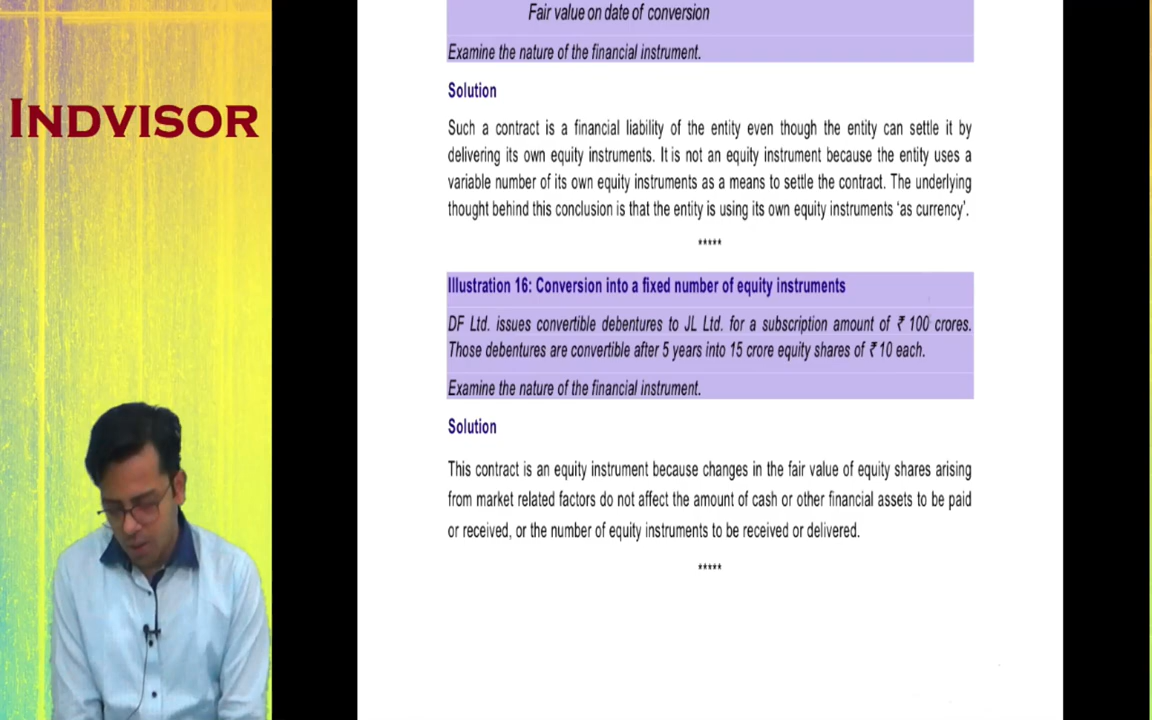 INDVISOR
Fair value on date of conversion
Examine the nature of the financial instrument.
Solution
Such a contract is a financial liability of the entity even though the entity can settle it by
delivering its own equity instruments. It is not an equity instrument because the entity uses a
variable number of its own equity instruments as a means to settle the contract. The underlying
thought behind this conclusion is that the entity is using its own equity instruments ‘as currency’.
*****
Illustration 16: Conversion into a fixed number of equity instruments
DF Ltd. issues convertible debentures to JL Ltd. for a subscription amount of ₹ 100 crores.
Those debentures are convertible after 5 years into 15 crore equity shares of ₹ 10 each.
Examine the nature of the financial instrument.
Solution
This contract is an equity instrument because changes in the fair value of equity shares arising
from market related factors do not affect the amount of cash or other financial assets to be paid
or received, or the number of equity instruments to be received or delivered.
*****